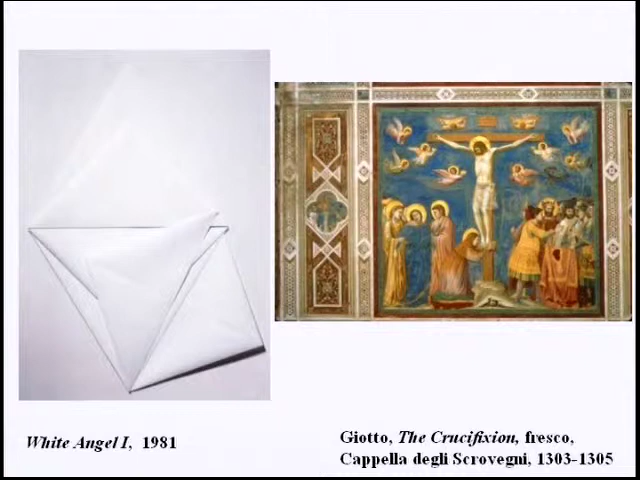 White Angel I, 1981
Giotto, The Crucifixion, fresco,
Cappella degli Scrovegni, 1303-1305